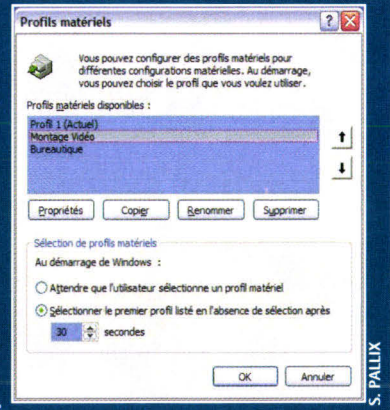 Profils matériels
Vous pouvez configurer des profils matériels pour
différentes configurations matérielles. Au démarrage,
vous pouvez choisir le profil que vous voulez utiliser.
Profils matériels disponibles :
Profil 1 (Actuel)
Montage Vidéo
Bureautique
Propriétés
Copier
Renommer
Supprimer
Sélection de profils matériels
Au démarrage de Windows :
Attendre que l'utilisateur sélectionne un profil matériel
Sélectionner le premier profil listé en l'absence de sélection après
30 secondes
OK
Annuler
S. PALLIX